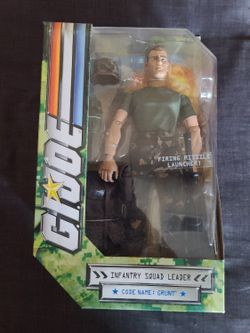 G.I. JOE
FIRING MISSILE
LAUNCHER!
INFANTRY SQUAD LEADER
CODE NAME: GRUNT